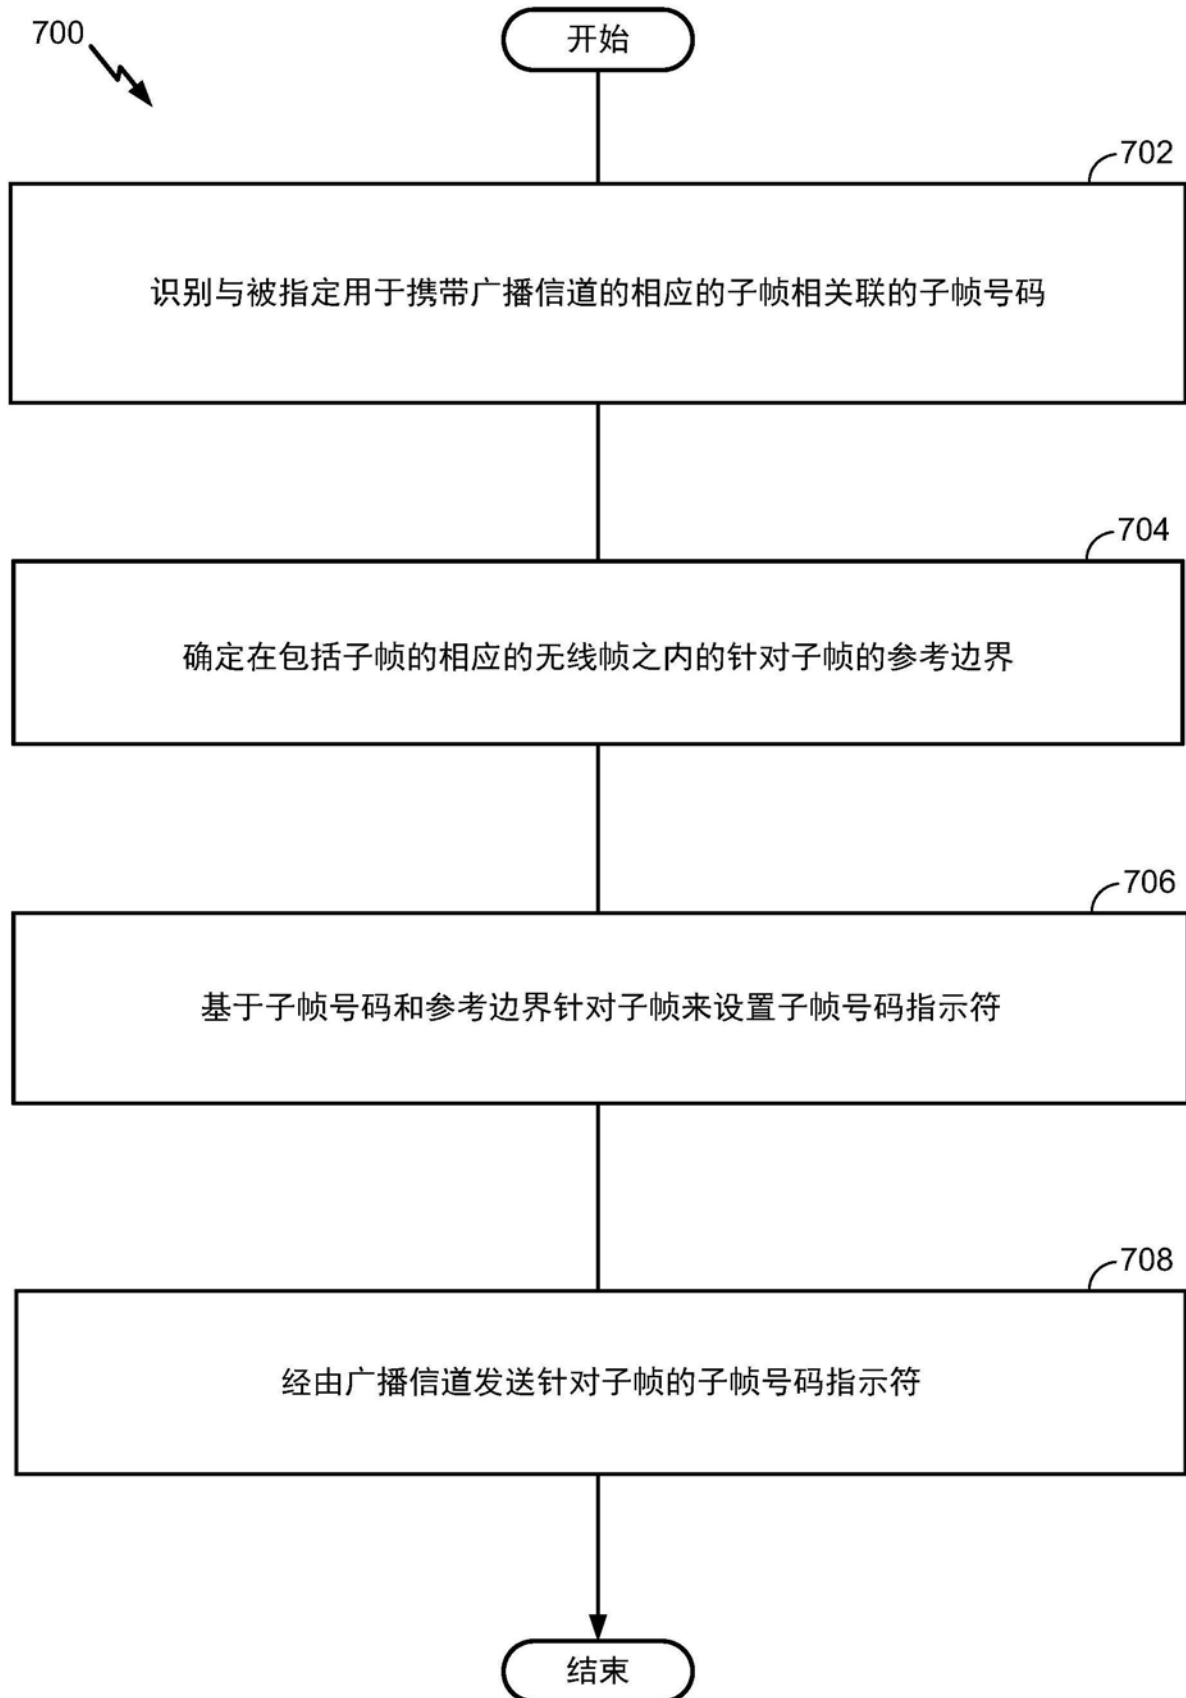 700
开始
702
识别与被指定用于携带广播信道的相应的子帧相关联的子帧号码
704
确定在包括子帧的相应的无线帧之内的针对子帧的参考边界
706
基于子帧号码和参考边界针对子帧来设置子帧号码指示符
708
经由广播信道发送针对子帧的子帧号码指示符
结束